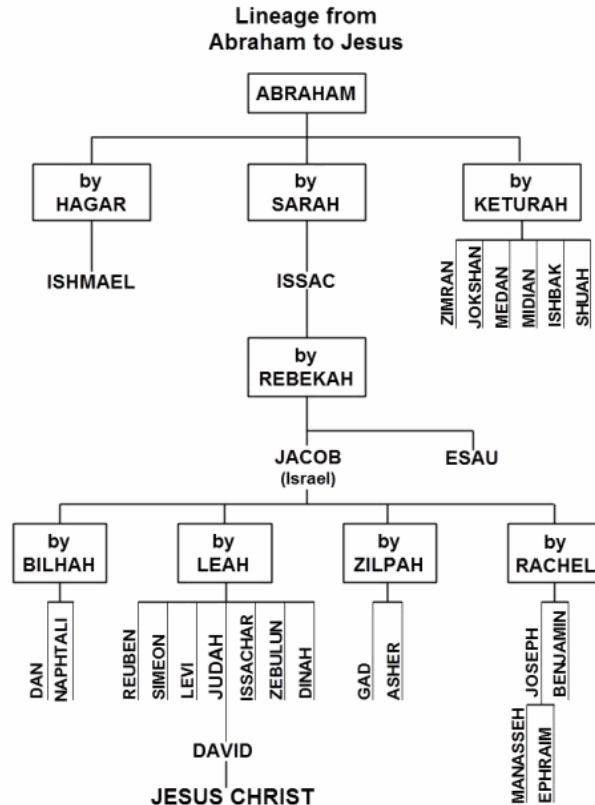 Lineage from
Abraham to Jesus
ABRAHAM
by
HAGAR
by
SARAH
by
KETURAH
ISHMAEL
ISSAC
ZIMRAN
JOKSHAN
MEDAN
MIDIAN
ISHBAK
SHUAH
by
REBEKAH
JACOB
(Israel)
ESAU
by
BILHAH
by
LEAH
by
ZILPAH
by
RACHEL
DAN
NAPHTALI
REUBEN
SIMEON
LEVI
JUDAH
ISSACHAR
ZEBULUN
DINAH
GAD
ASHER
JOSEPH
BENJAMIN
MANASSEH
EPHRAIM
DAVID
JESUS CHRIST